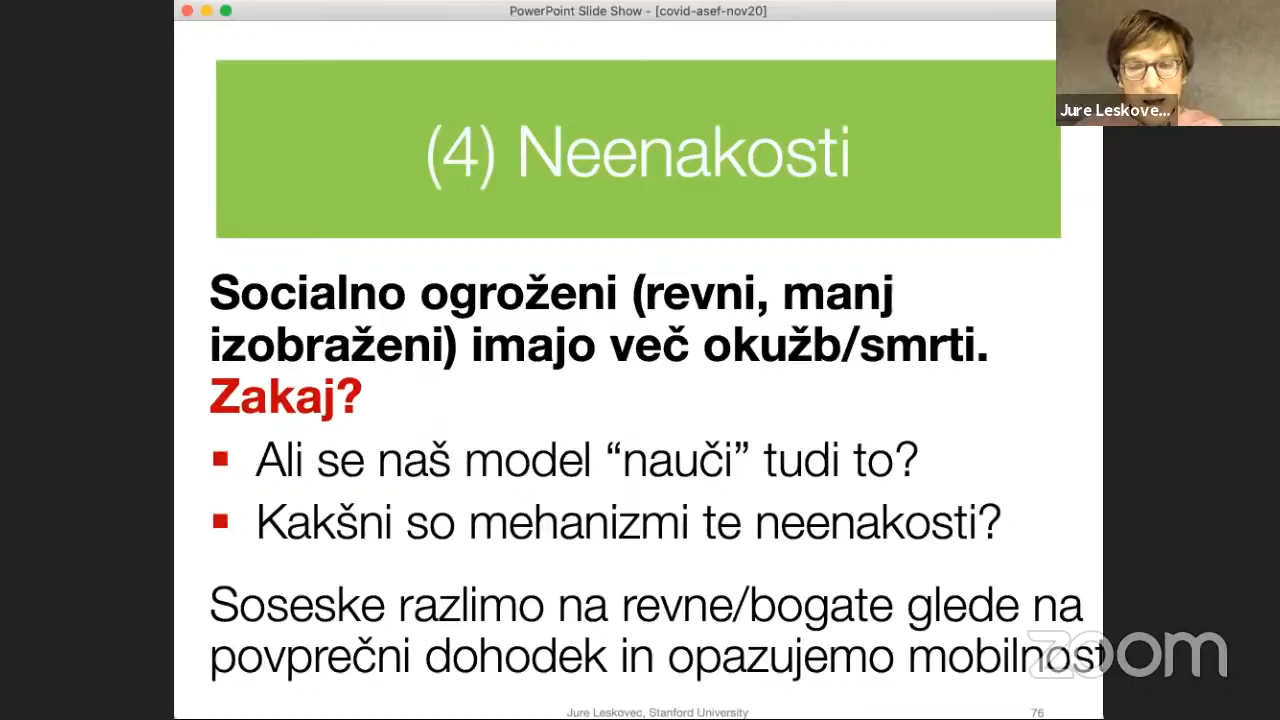 PowerPoint Slide Show - [covid-asef-nov20]
Jure Leskove...
(4) Neenakosti
Socialno ogroženi (revni, manj
izobraženi) imajo več okužb/smrti.
Zakaj?
▪ Ali se naš model “nauči” tudi to?
▪ Kakšni so mehanizmi te neenakosti?
Soseske razlimo na revne/bogate glede na
povprečni dohodek in opazujemo mobilnost
zoom
Jure Leskovec, Stanford University
76